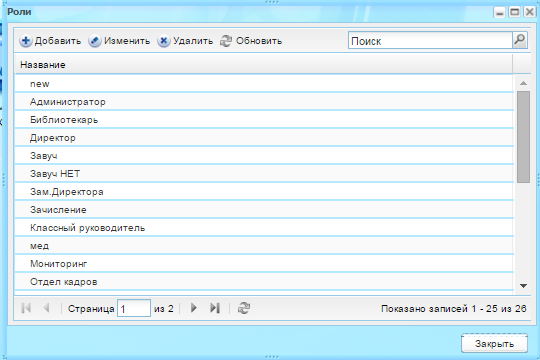 Роли
Добавить Изменить Удалить Обновить Поиск
Название
new
Администратор
Библиотекарь
Директор
Завуч
Завуч НЕТ
Зам.Директора
Зачисление
Классный руководитель
мед
Мониторинг
Отдел кадров
Страница 1 из 2 Показано записей 1 - 25 из 26
Закрыть